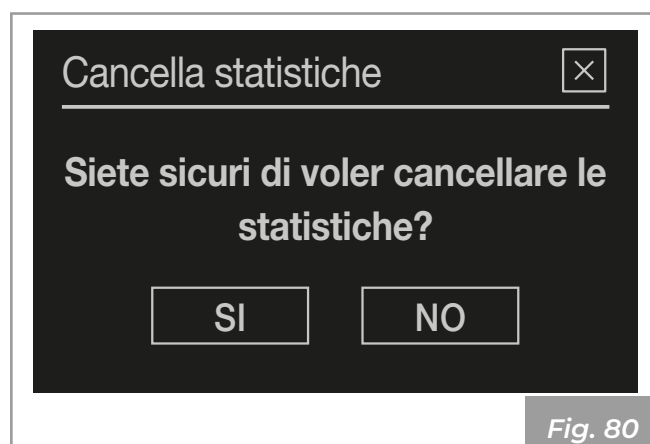 Cancella statistiche
Siete sicuri di voler cancellare le
statistiche?
SI NO
Fig. 80